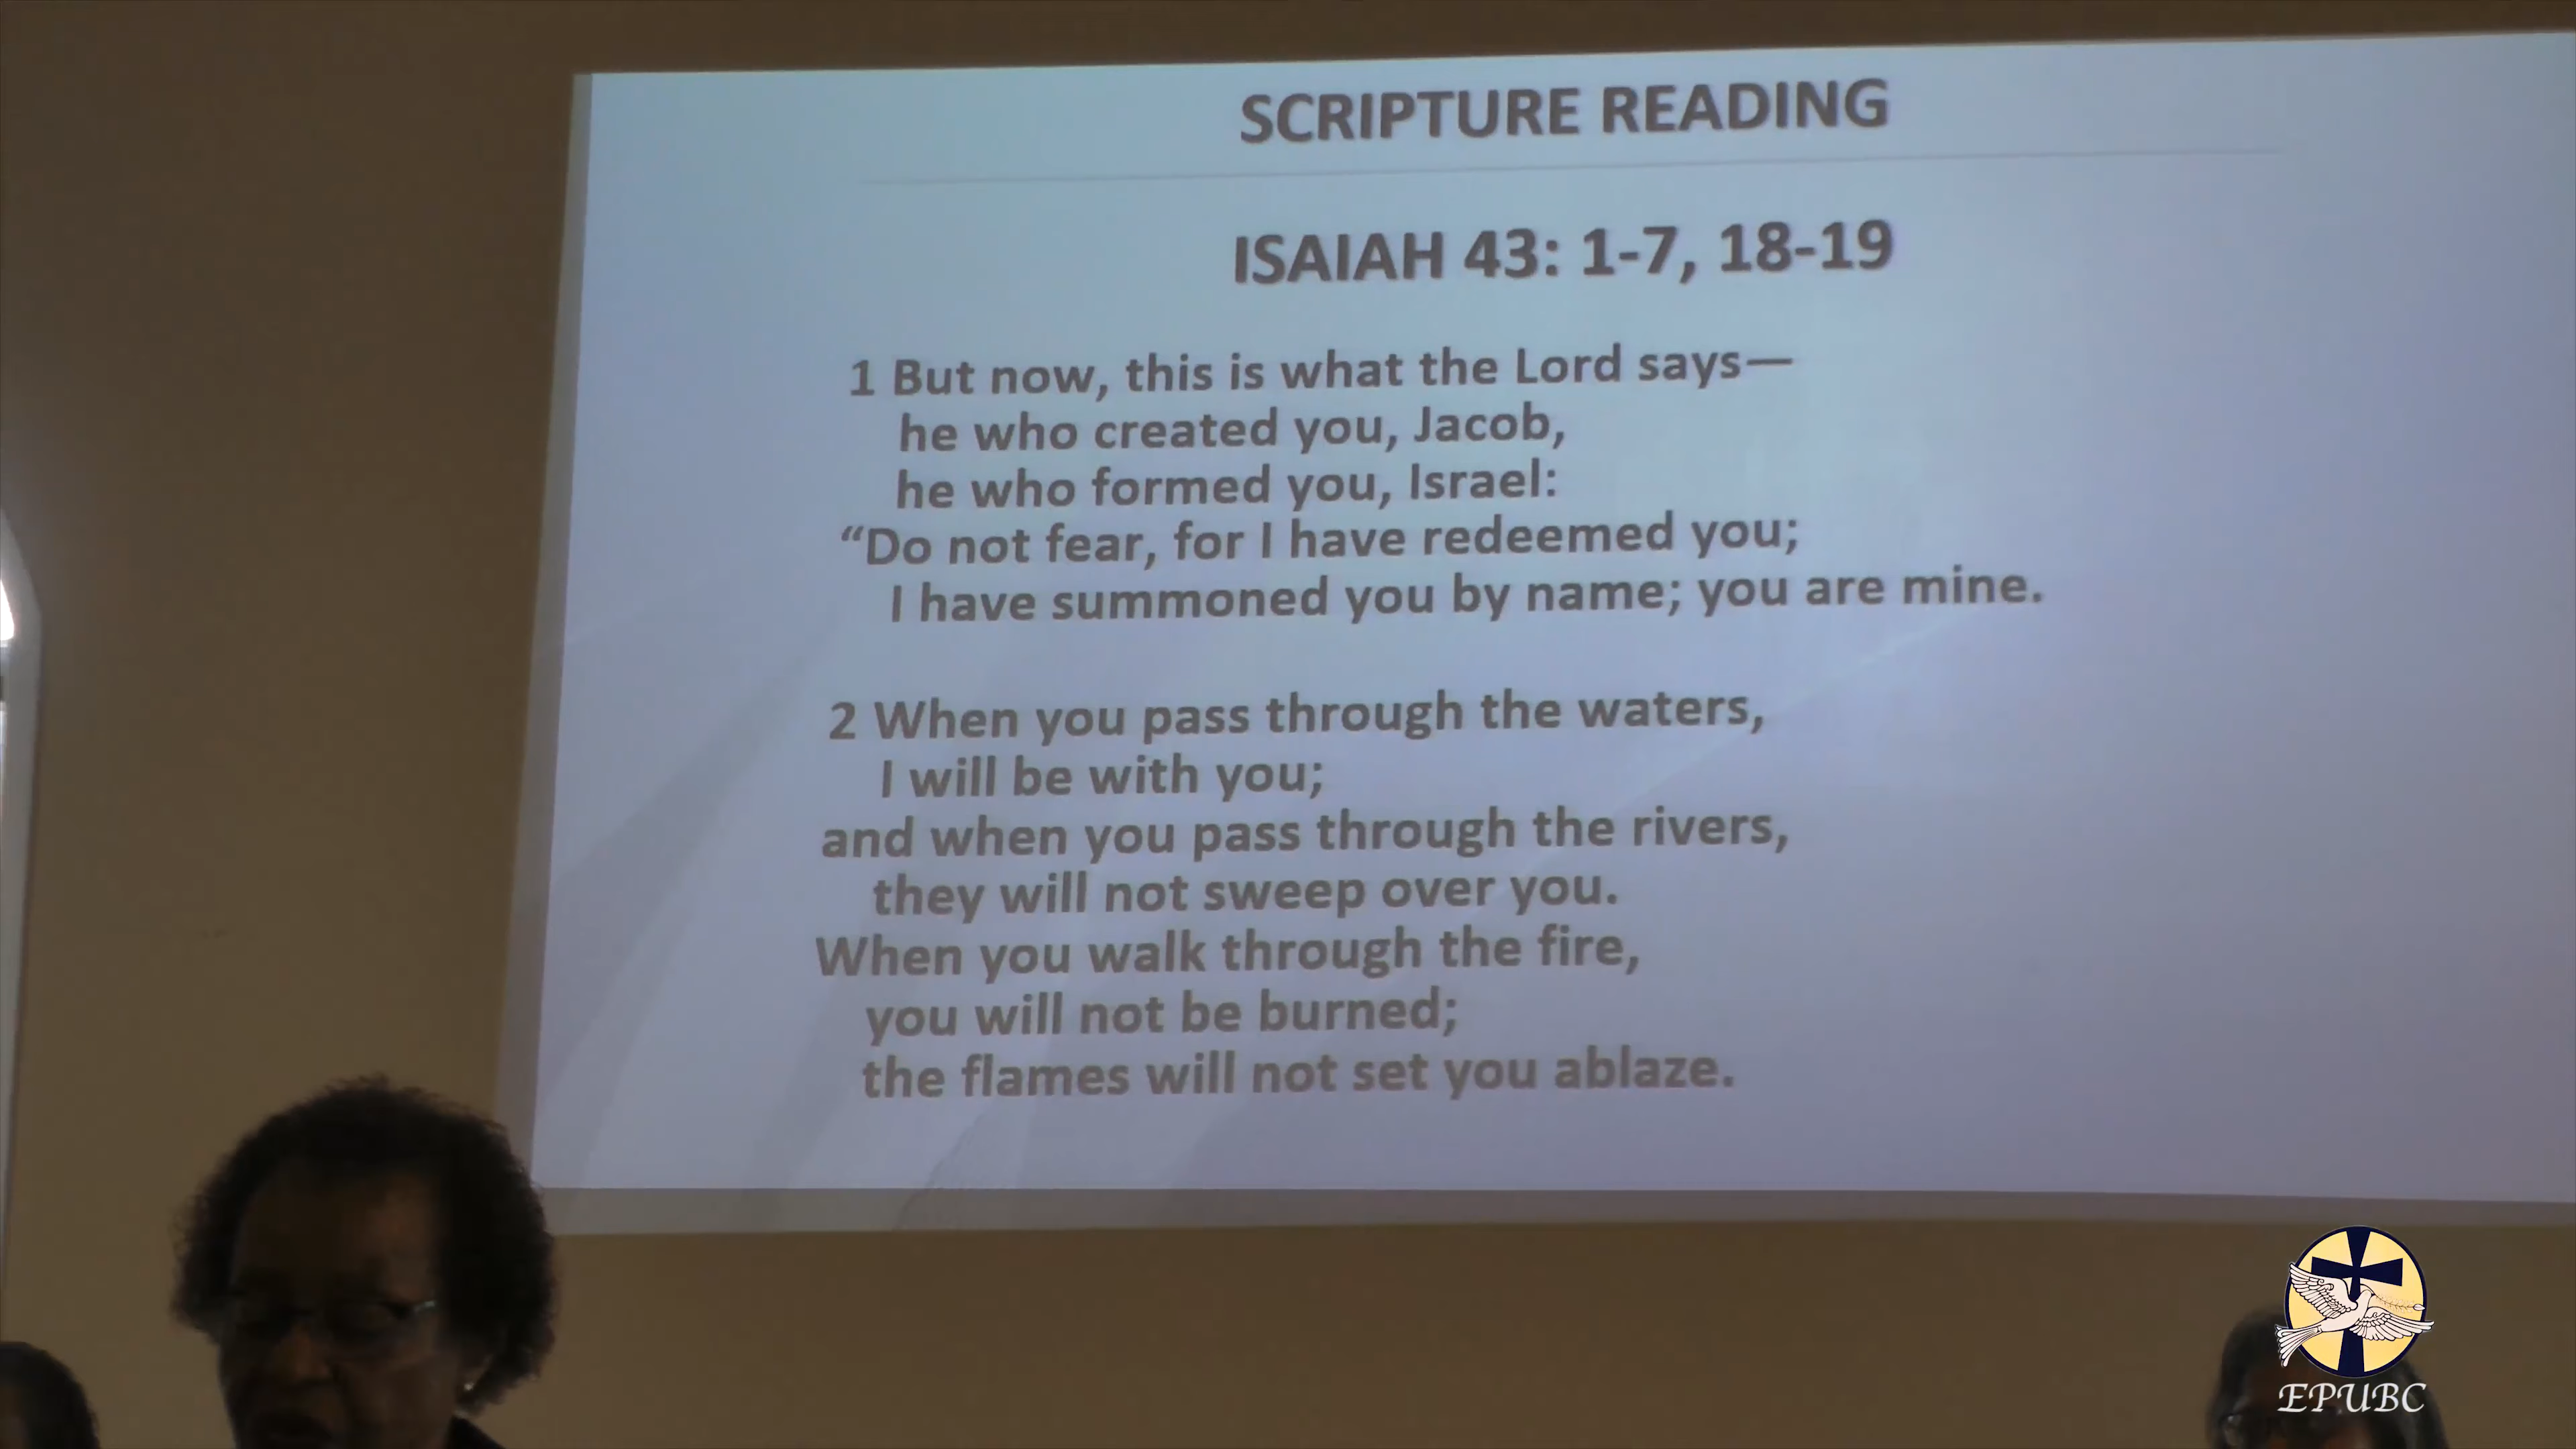 SCRIPTURE READING
ISAIAH 43: 1-7, 18-19
1 But now, this is what the Lord says—
he who created you, Jacob,
he who formed you, Israel:
“Do not fear, for I have redeemed you;
I have summoned you by name; you are mine.
2 When you pass through the waters,
I will be with you;
and when you pass through the rivers,
they will not sweep over you.
When you walk through the fire,
you will not be burned;
the flames will not set you ablaze.
EPUBC